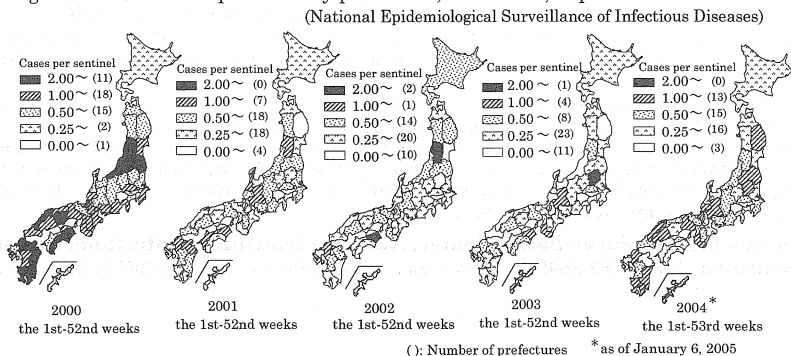 (National Epidemiological Surveillance of Infectious Diseases)
Cases per sentinel
2.00～ (11)
1.00～ (18)
0.50～ (15)
0.25～ (2)
0.00～ (1)
2000
the 1st-52nd weeks
Cases per sentinel
2.00～ (0)
1.00～ (7)
0.50～ (18)
0.25～ (18)
0.00～ (4)
2001
the 1st-52nd weeks
Cases per sentinel
2.00～ (2)
1.00～ (1)
0.50～ (14)
0.25～ (20)
0.00～ (10)
2002
the 1st-52nd weeks
Cases per sentinel
2.00～ (1)
1.00～ (4)
0.50～ (8)
0.25～ (23)
0.00～ (11)
2003
the 1st-52nd weeks
Cases per sentinel
2.00～ (0)
1.00～ (13)
0.50～ (15)
0.25～ (16)
0.00～ (3)
2004*
the 1st-53rd weeks
( ): Number of prefectures *as of January 6, 2005